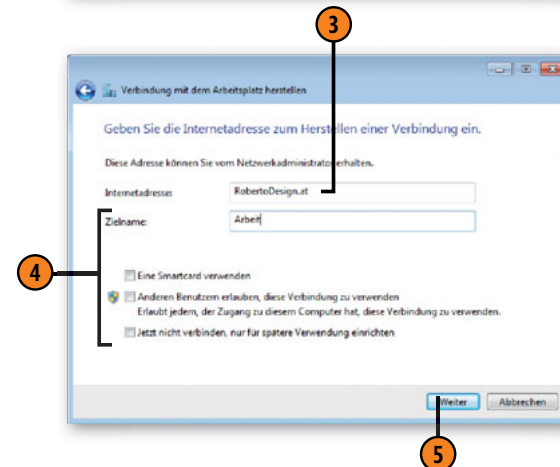 3
Verbindung mit dem Arbeitsplatz herstellen
Geben Sie die Internetadresse zum Herstellen einer Verbindung ein.
Diese Adresse können Sie vom Netzwerkadministrator erhalten.
Internetadresse: RobertoDesign.at
Zielname: Arbeit
4
Eine Smartcard verwenden
Anderen Benutzern erlauben, diese Verbindung zu verwenden
Erlaubt jedem, der Zugang zu diesem Computer hat, diese Verbindung zu verwenden.
Jetzt nicht verbinden, nur für spätere Verwendung einrichten
Weiter Abbrechen
5